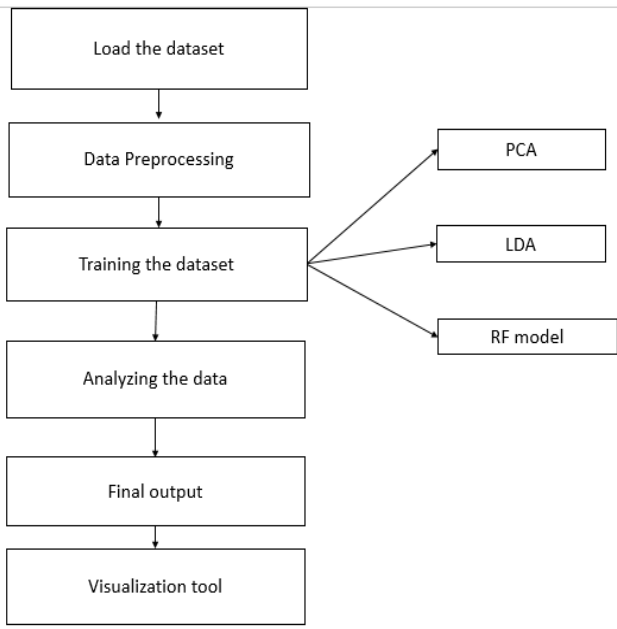 Load the dataset
Data Preprocessing
PCA
Training the dataset
LDA
RF model
Analyzing the data
Final output
Visualization tool